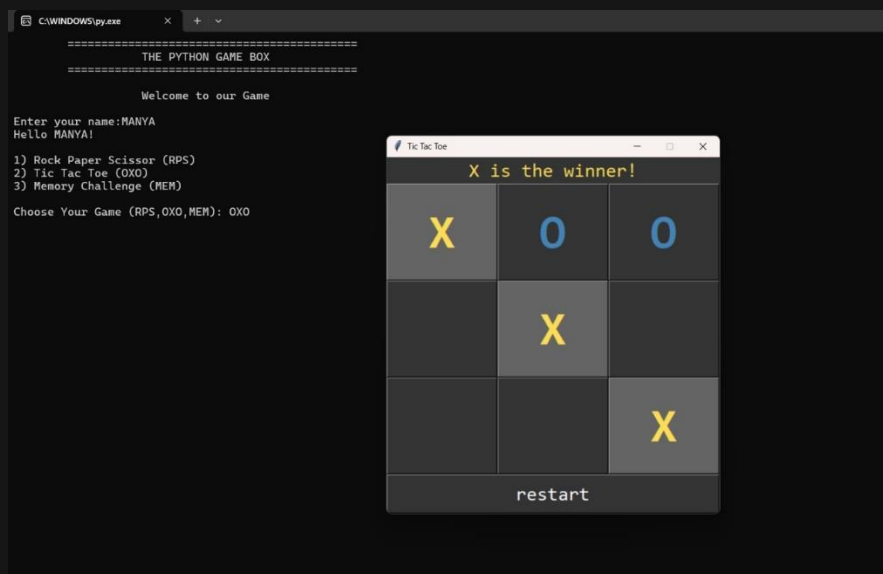 C:\WINDOWS\py.exe
===========================================
THE PYTHON GAME BOX
===========================================
Welcome to our Game
Enter your name:MANYA
Hello MANYA!
1) Rock Paper Scissor (RPS)
2) Tic Tac Toe (OXO)
3) Memory Challenge (MEM)
Choose Your Game (RPS,OXO,MEM): OXO
Tic Tac Toe
X is the winner!
X O O
X
X
restart